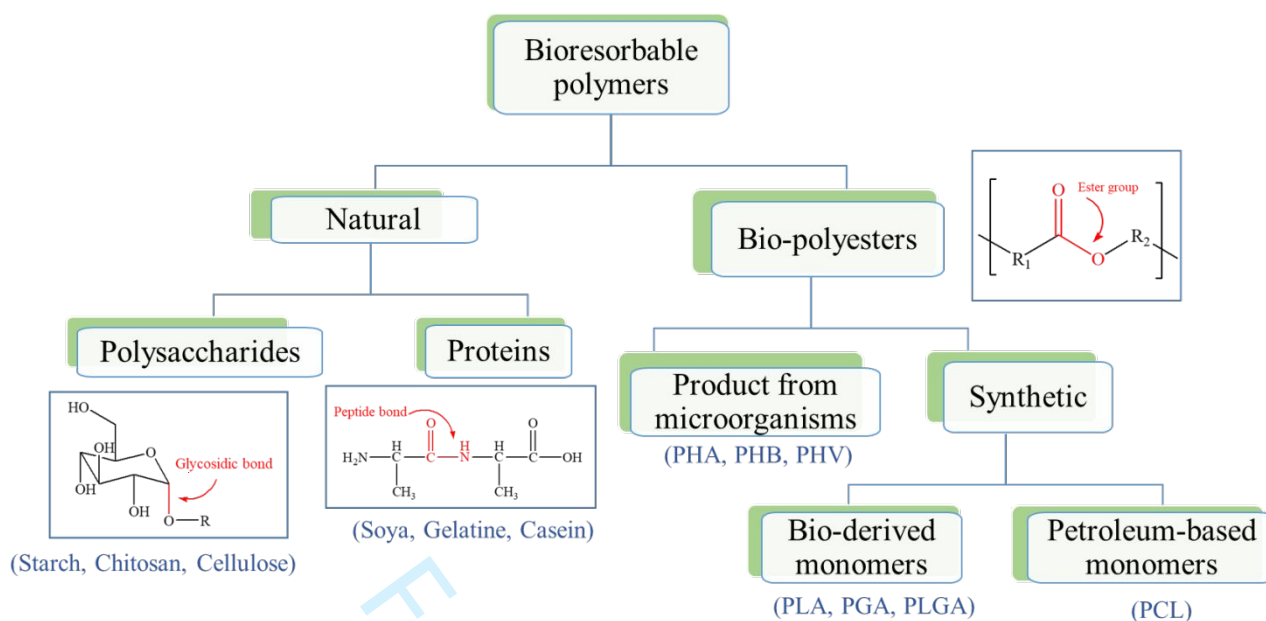 Bioresorbable
polymers
Natural
Bio-polyesters
O
Ester group
R1
O
R2
Polysaccharides
Proteins
Product from
microorganisms
(PHA, PHB, PHV)
Synthetic
HO
OH
O
Glycosidic bond
OH
OH
O
R
(Starch, Chitosan, Cellulose)
Peptide bond
O
H
H
H
O
H2N
C
C
N
C
C
OH
CH3
CH3
(Soya, Gelatine, Casein)
Bio-derived
monomers
(PLA, PGA, PLGA)
Petroleum-based
monomers
(PCL)
F